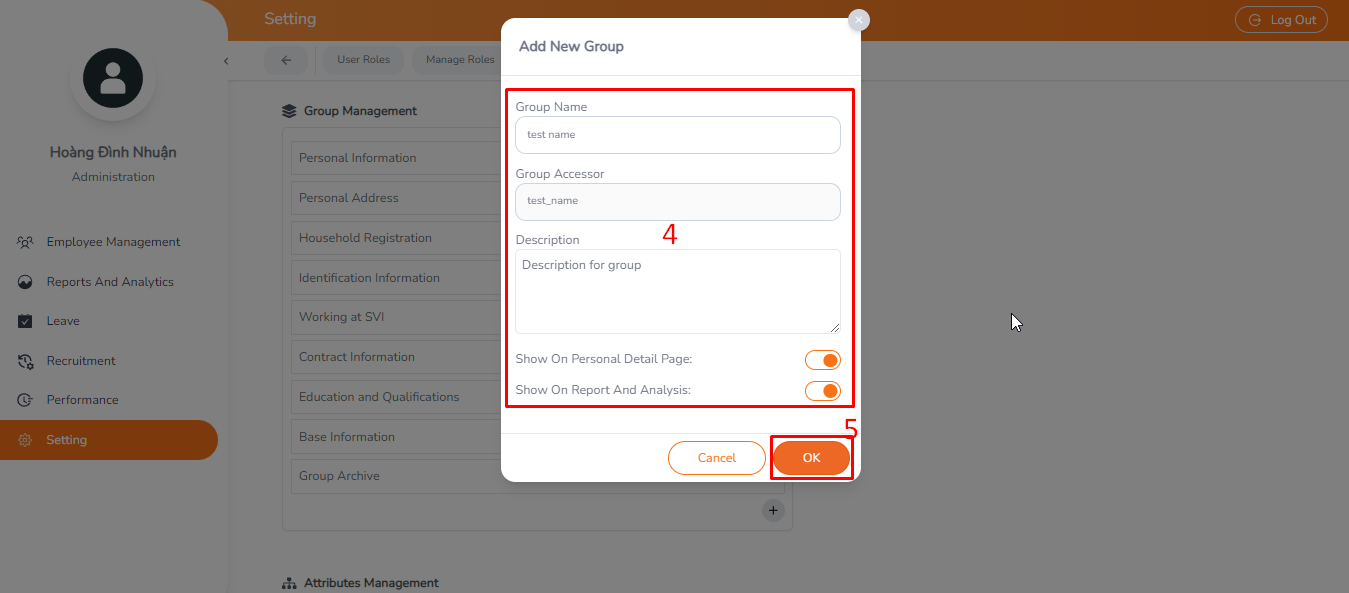 Setting
Log Out
Hoàng Đình Nhuận
Administration
Employee Management
Reports And Analytics
Leave
Recruitment
Performance
Setting
User Roles
Manage Roles
Group Management
Personal Information
Personal Address
Household Registration
Identification Information
Working at SVI
Contract Information
Education and Qualifications
Base Information
Group Archive
Attributes Management
Add New Group
Group Name
test name
Group Accessor
test_name
4
Description
Description for group
Show On Personal Detail Page:
Show On Report And Analysis:
5
Cancel
OK